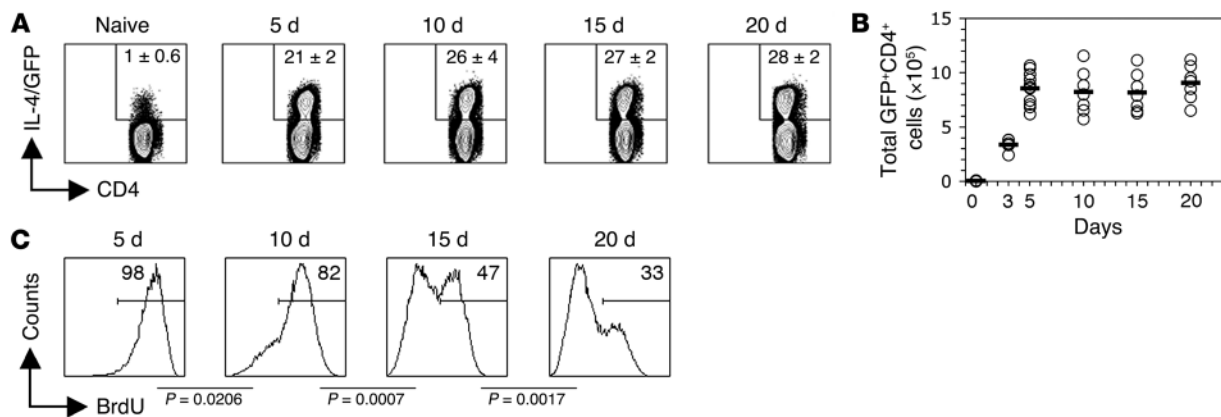 A
Naive
5 d
10 d
15 d
20 d
IL-4/GFP
1 ± 0.6
21 ± 2
26 ± 4
27 ± 2
28 ± 2
CD4
B
Total GFP⁺CD4⁺
cells (×10⁵)
15
10
5
0
0 3 5 10 15 20
Days
C
5 d
10 d
15 d
20 d
Counts
98
82
47
33
BrdU
P = 0.0206
P = 0.0007
P = 0.0017